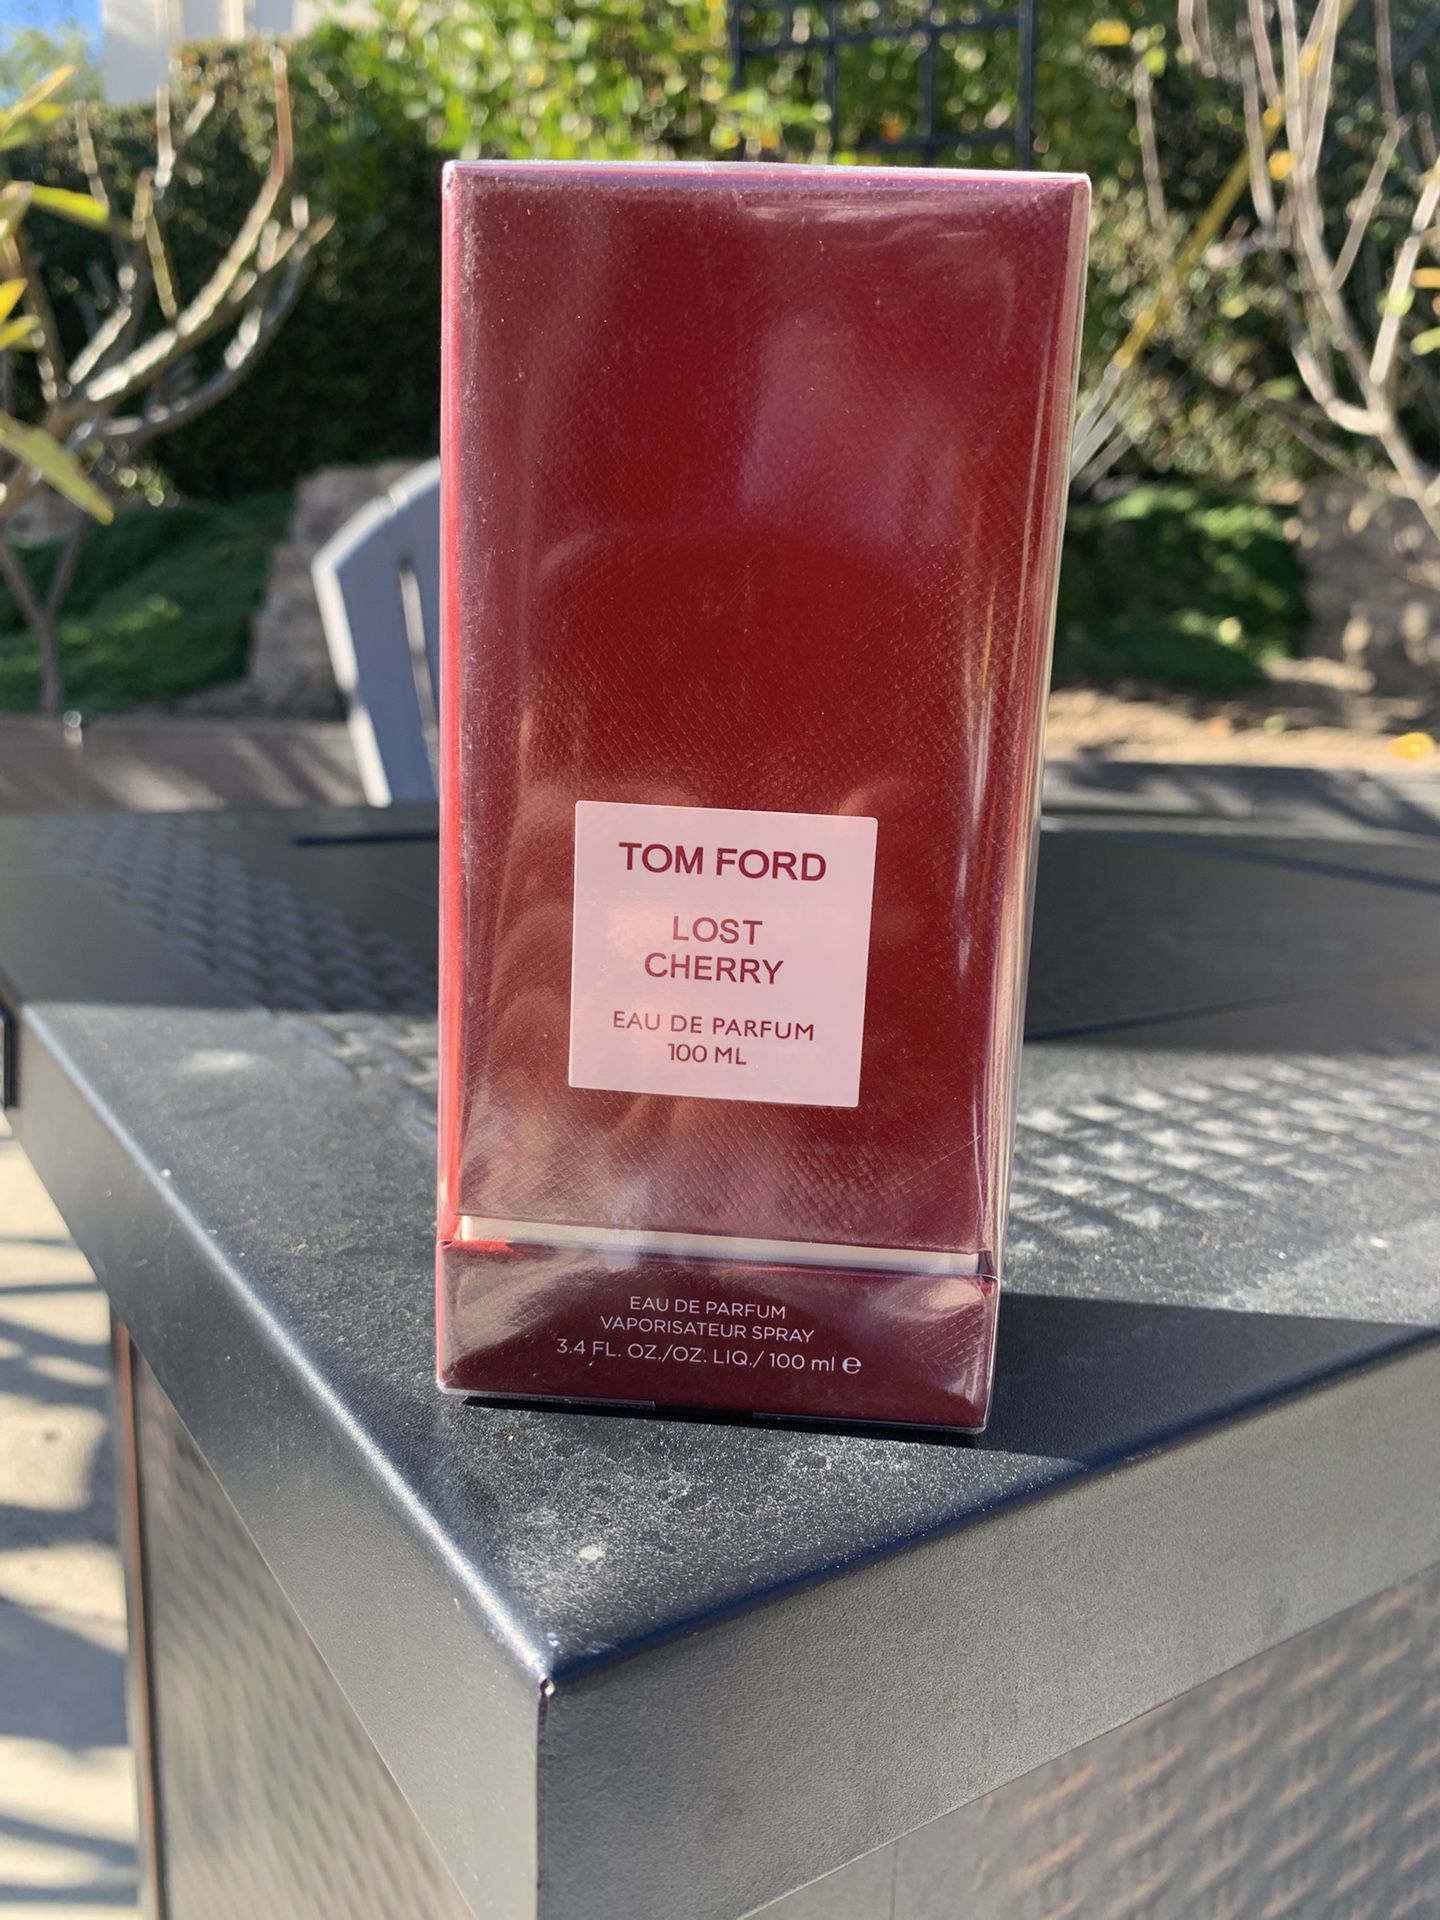 TOM FORD
LOST
CHERRY
EAU DE PARFUM
100 ML
EAU DE PARFUM
VAPORISATEUR SPRAY
3.4 FL. OZ./OZ. LIQ./ 100 ml ℮